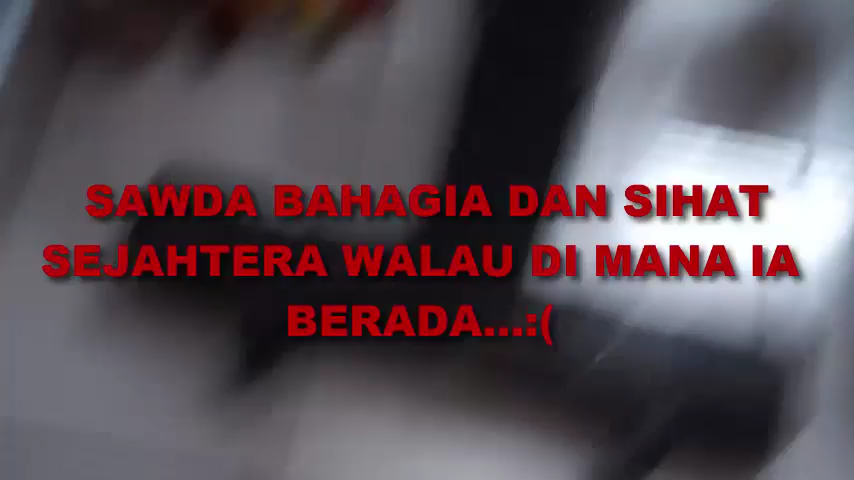 SAWDA BAHAGIA DAN SIHAT
SEJAHTERA WALAU DI MANA IA
BERADA...:(